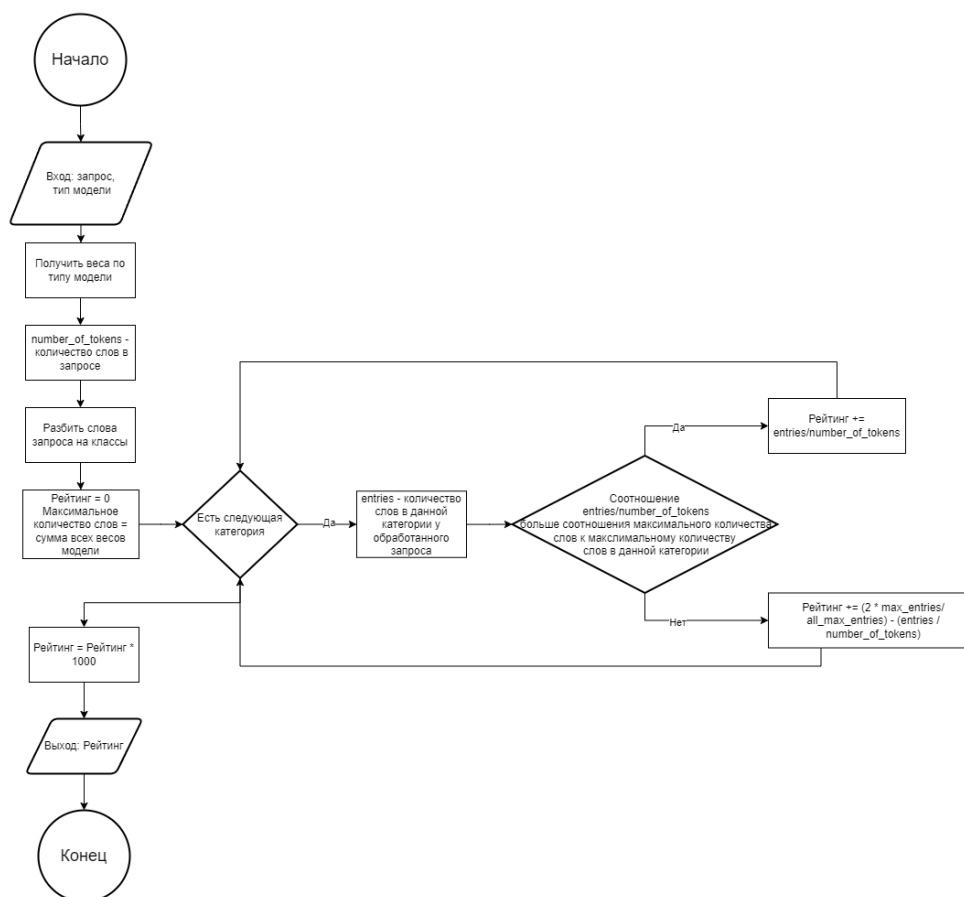 Начало
Вход: запрос,
тип модели
Получить веса по
типу модели
number_of_tokens -
количество слов в
запросе
Разбить слова
запроса на классы
Рейтинг = 0
Максимальное
количество слов =
сумма всех весов
модели
Есть следующая
категория
Да
entries - количество
слов в данной
категории у
обработанного
запроса
Соотношение
entries/number_of_tokens
больше соотношения максимального количества
слов к макслимальному количеству
слов в данной категории
Да
Рейтинг +=
entries/number_of_tokens
Нет
Рейтинг += (2 * max_entries/
all_max_entries) - (entries /
number_of_tokens)
Рейтинг = Рейтинг *
1000
Выход: Рейтинг
Конец